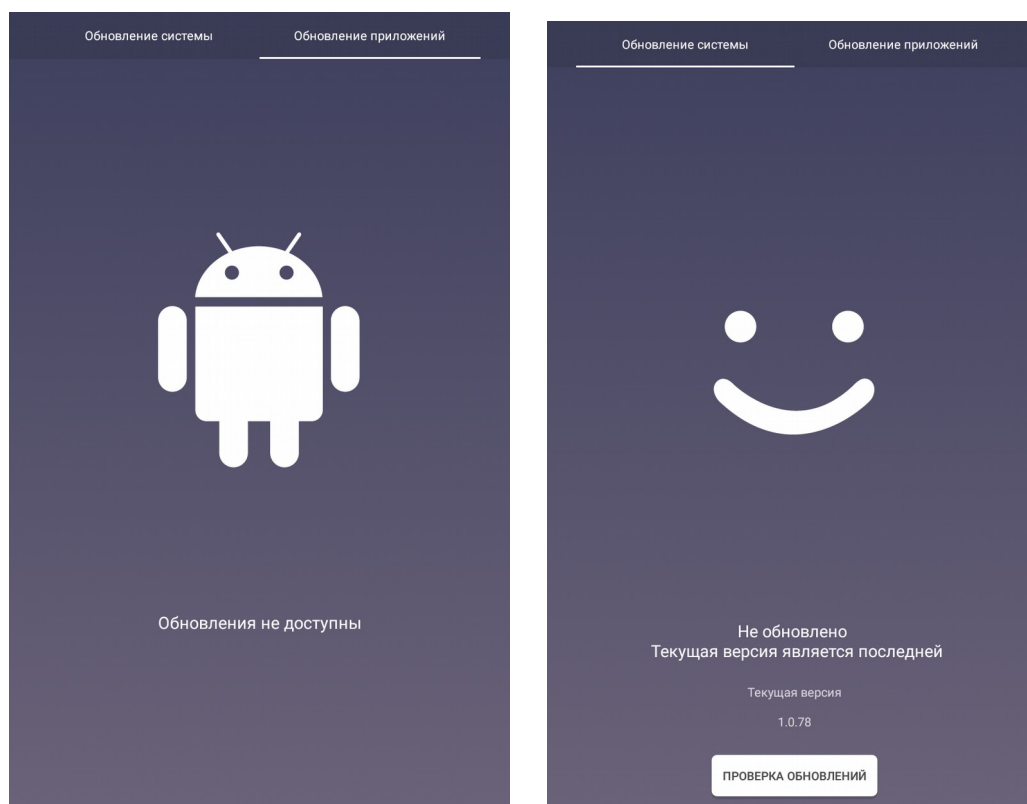 Обновление системы
Обновление приложений
Обновления не доступны
Обновление системы
Обновление приложений
Не обновлено
Текущая версия является последней
Текущая версия
1.0.78
ПРОВЕРКА ОБНОВЛЕНИЙ